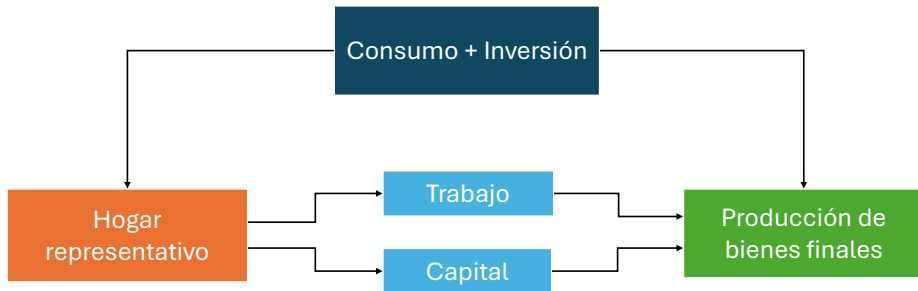 Consumo + Inversión
Hogar
representativo
Trabajo
Capital
Producción de
bienes finales